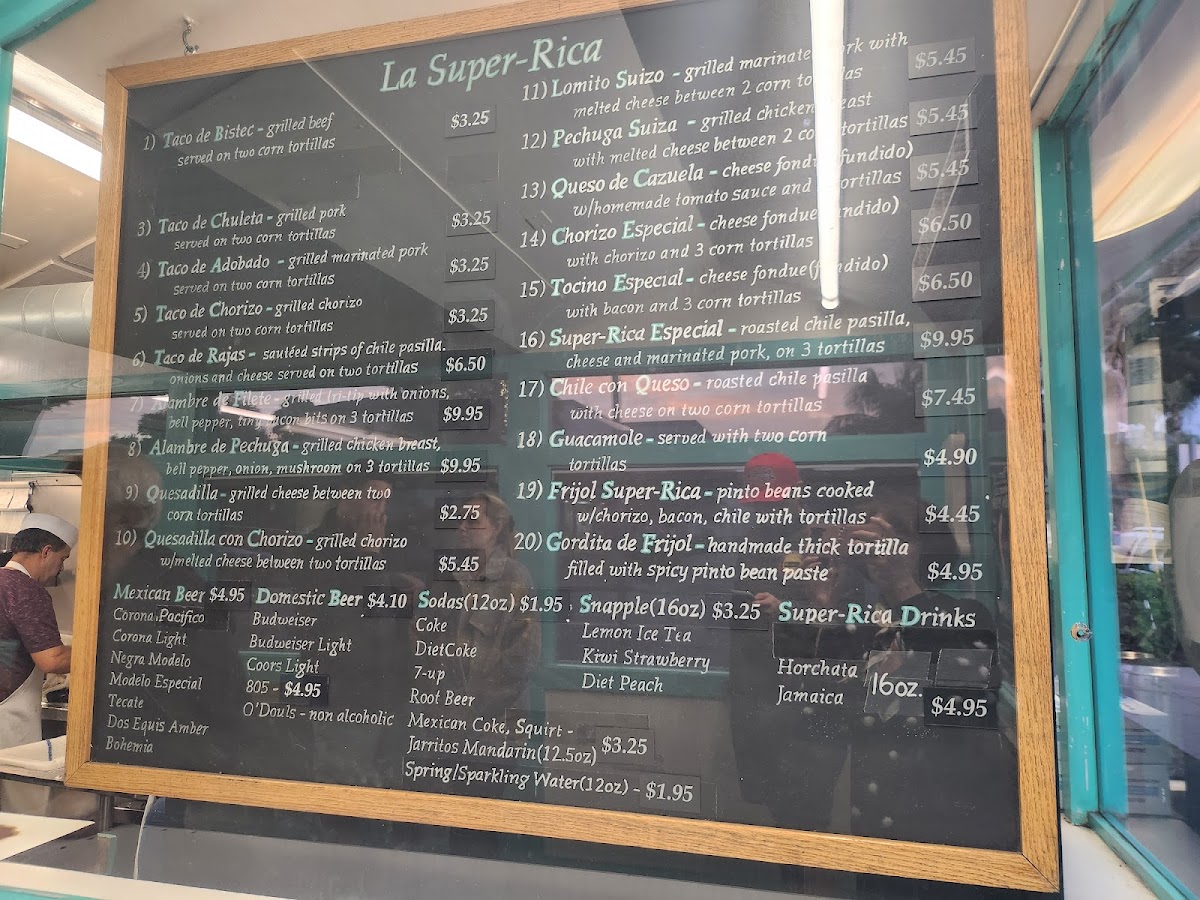 La Super-Rica
1) Taco de Bistec - grilled beef $3.25
served on two corn tortillas
3) Taco de Chuleta - grilled pork $3.25
served on two corn tortillas
4) Taco de Adobado - grilled marinated pork $3.25
served on two corn tortillas
5) Taco de Chorizo - grilled chorizo $3.25
served on two corn tortillas
6) Taco de Rajas - sautéed strips of chile pasilla.
onions and cheese served on two tortillas $6.50
7) Alambre de Filete - grilled tri-tip with onions,
bell pepper, tiny bacon bits on 3 tortillas $9.95
8) Alambre de Pechuga - grilled chicken breast,
bell pepper, onion, mushroom on 3 tortillas $9.95
9) Quesadilla - grilled cheese between two
corn tortillas $2.75
10) Quesadilla con Chorizo - grilled chorizo
w/melted cheese between two tortillas $5.45
11) Lomito Suizo - grilled with $5.45
melted cheese between 2 corn
12) Pechuga Suiza - grilled chicken $5.45
with melted cheese between 2 tortillas
13) Queso de Cazuela - cheese (fundido) $5.45
w/homemade tomato sauce and tortillas
14) Chorizo Especial - cheese fondue $6.50
with chorizo and 3 corn tortillas
15) Tocino Especial - cheese fondue (fundido) $6.50
with bacon and 3 corn tortillas
16) Super-Rica Especial - roasted chile pasilla, $9.95
cheese and marinated pork, on 3 tortillas
17) Chile con Queso - roasted chile pasilla $7.45
with cheese on two corn tortillas
18) Guacamole - served with two corn $4.90
tortillas
19) Frijol Super-Rica - pinto beans cooked $4.45
w/chorizo, bacon, chile with tortillas
20) Gordita de Frijol - handmade thick tortilla $4.95
filled with spicy pinto bean paste
Mexican Beer $4.95
Corona, Pacifico
Corona Light
Negra Modelo
Modelo Especial
Tecate
Dos Equis Amber
Bohemia
Domestic Beer $4.10
Budweiser
Budweiser Light
Coors Light
805 - $4.95
O'Douls - non alcoholic
Sodas(12oz) $1.95
Coke
DietCoke
7-up
Root Beer
Mexican Coke, Squirt -
Jarritos Mandarin(12.5oz) $3.25
Spring/Sparkling Water(12oz) - $1.95
Snapple(16oz) $3.25
Lemon Ice Tea
Kiwi Strawberry
Diet Peach
Super-Rica Drinks
Horchata
Jamaica 16oz. $4.95